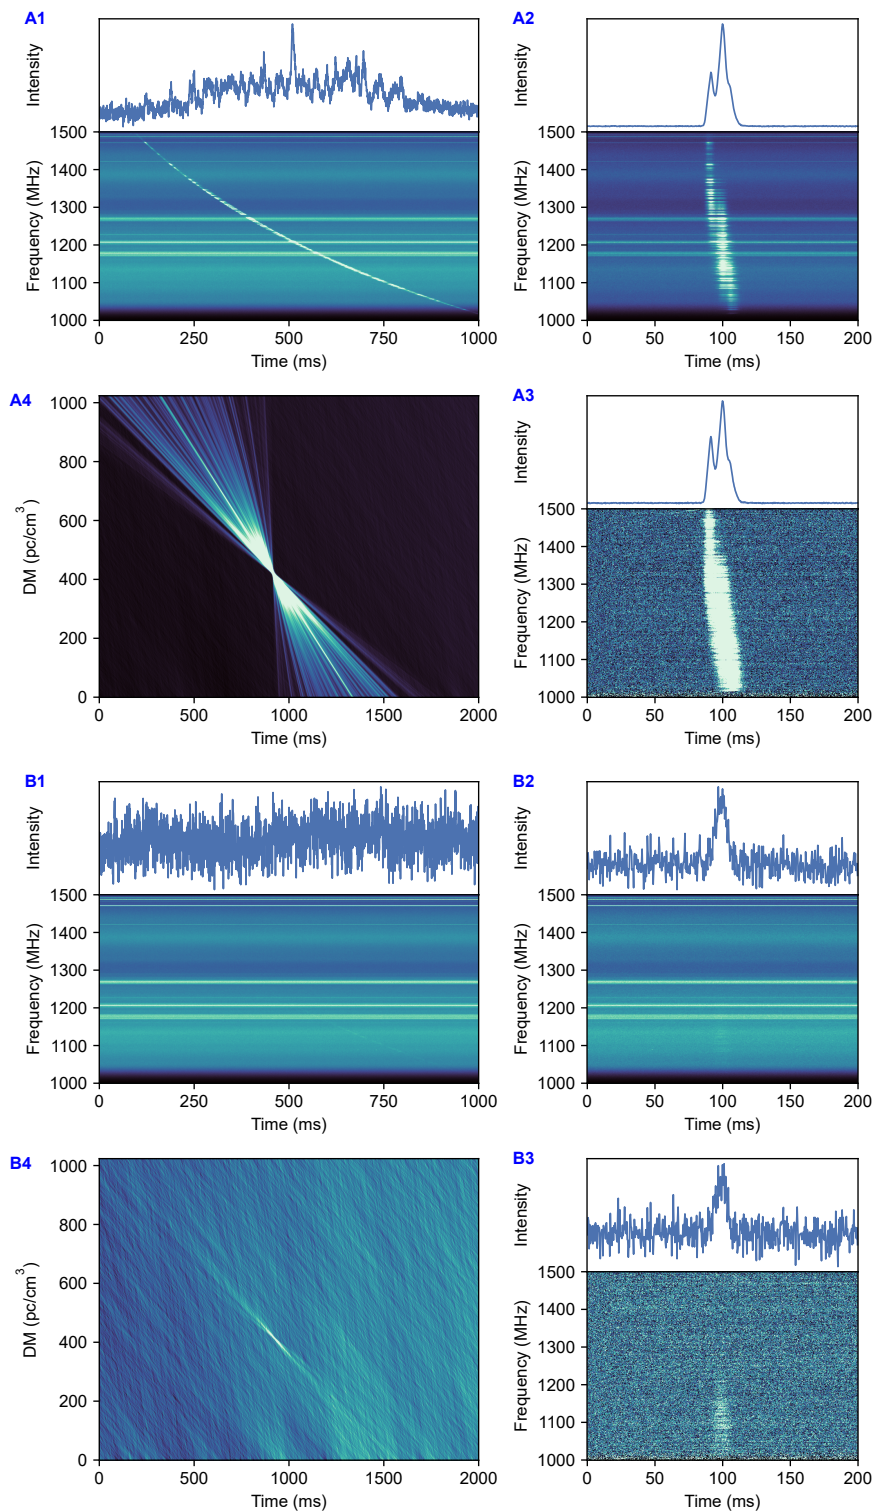 A1
Intensity
1500
1400
1300
1200
1100
1000
Frequency (MHz)
0 250 500 750 1000
Time (ms)
A2
Intensity
1500
1400
1300
1200
1100
1000
Frequency (MHz)
0 50 100 150 200
Time (ms)
A4
1000
800
600
400
200
0
DM (pc/cm³)
0 500 1000 1500 2000
Time (ms)
A3
Intensity
1500
1400
1300
1200
1100
1000
Frequency (MHz)
0 50 100 150 200
Time (ms)
B1
Intensity
1500
1400
1300
1200
1100
1000
Frequency (MHz)
0 250 500 750 1000
Time (ms)
B2
Intensity
1500
1400
1300
1200
1100
1000
Frequency (MHz)
0 50 100 150 200
Time (ms)
B4
1000
800
600
400
200
0
DM (pc/cm³)
0 500 1000 1500 2000
Time (ms)
B3
Intensity
1500
1400
1300
1200
1100
1000
Frequency (MHz)
0 50 100 150 200
Time (ms)